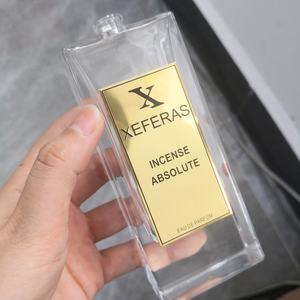 X
XEFERAS
INCENSE
ABSOLUTE
EAU DE PARFUM